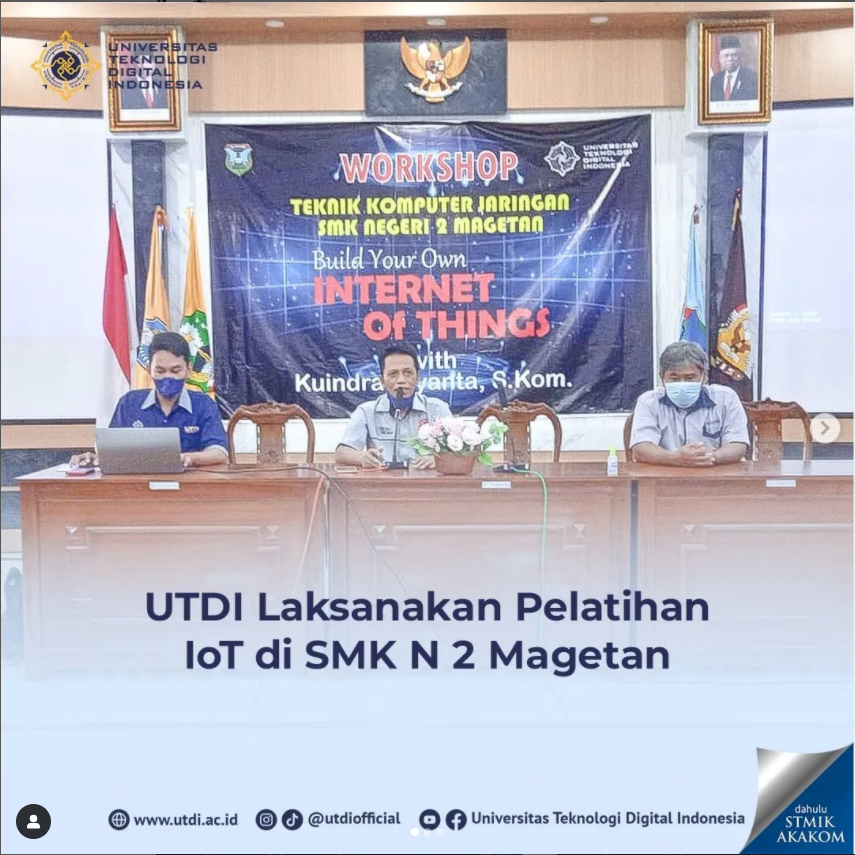 UNIVERSITAS
TEKNOLOGI
DIGITAL
INDONESIA
WORKSHOP
UNIVERSITAS
TEKNOLOGI
DIGITAL
INDONESIA
TEKNIK KOMPUTER JARINGAN
SMK NEGERI 2 MAGETAN
Build Your Own
INTERNET
Of THINGS
with
Kuindra S.Kom.
UTDI Laksanakan Pelatihan
IoT di SMK N 2 Magetan
www.utdi.ac.id @utdiofficial Universitas Teknologi Digital Indonesia
dahulu
STMIK
AKAKOM